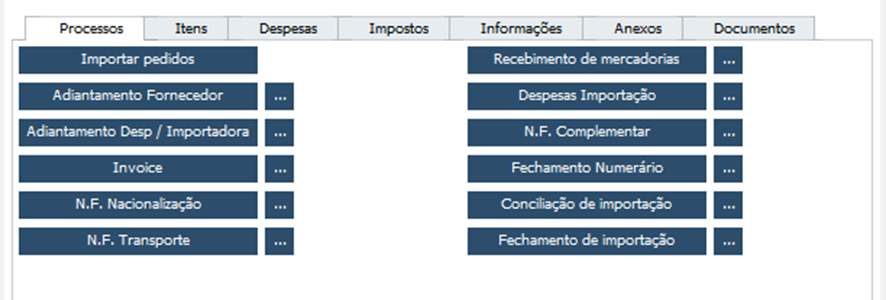 Processos Itens Despesas Impostos Informações Anexos Documentos
Importar pedidos
Recebimento de mercadorias ...
Adiantamento Fornecedor ...
Despesas Importação ...
Adiantamento Desp / Importadora ...
N.F. Complementar ...
Invoice ...
Fechamento Numerário ...
N.F. Nacionalização ...
Conciliação de importação ...
N.F. Transporte ...
Fechamento de importação ...